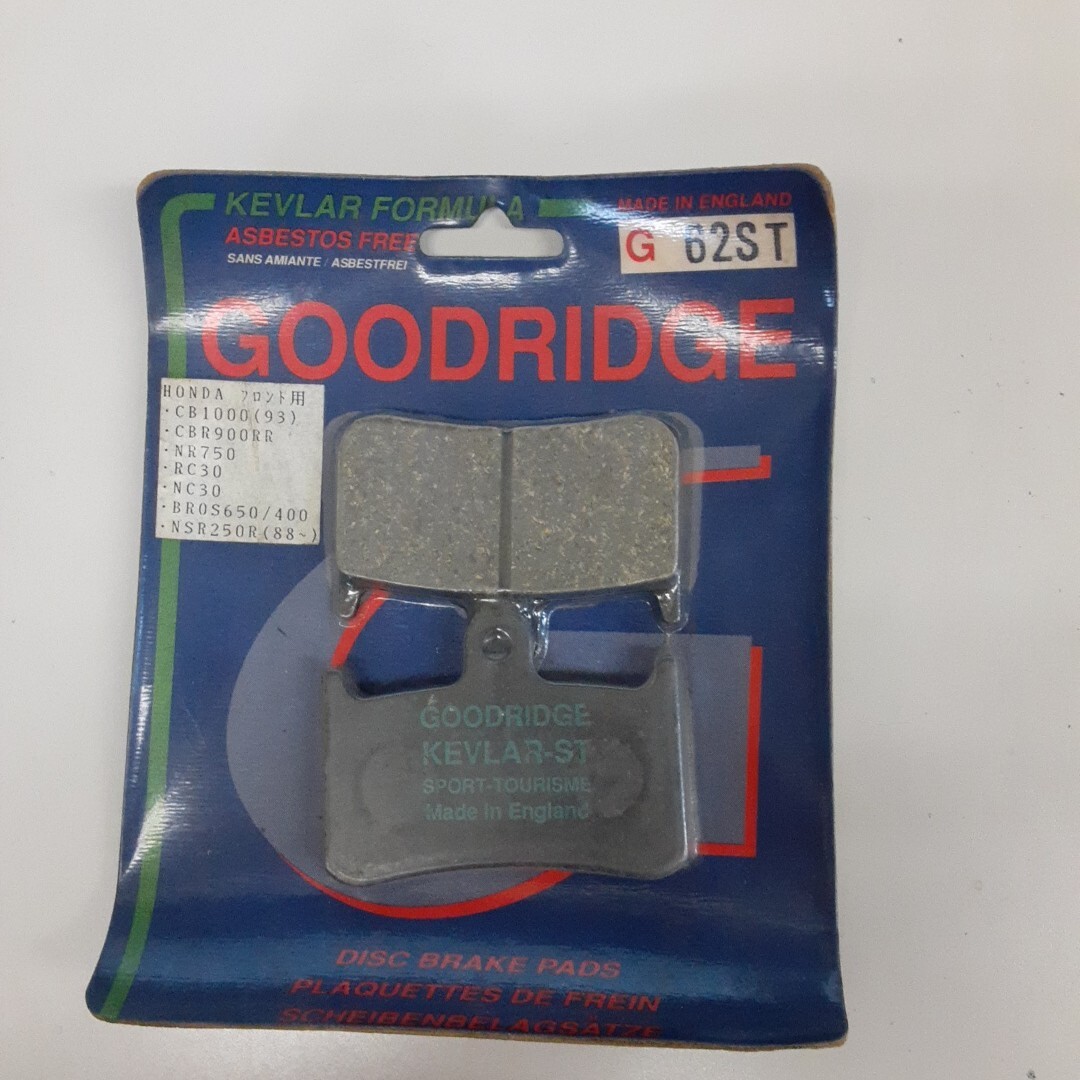 KEVLAR FORMULA
MADE IN ENGLAND
ASBESTOS FREE
G 62ST
SANS AMIANTE / ASBESTFREI
GOODRIDGE
HONDA フロント用
・CB1000(93)
・CBR900RR
・NR750
・RC30
・NC30
・BROS650/400
・NSR250R(88~)
GOODRIDGE
KEVLAR-ST
SPORT-TOURISME
Made in England
DISC BRAKE PADS
PLAQUETTES DE FREIN
SCHEIBENBELAGSÄTZE